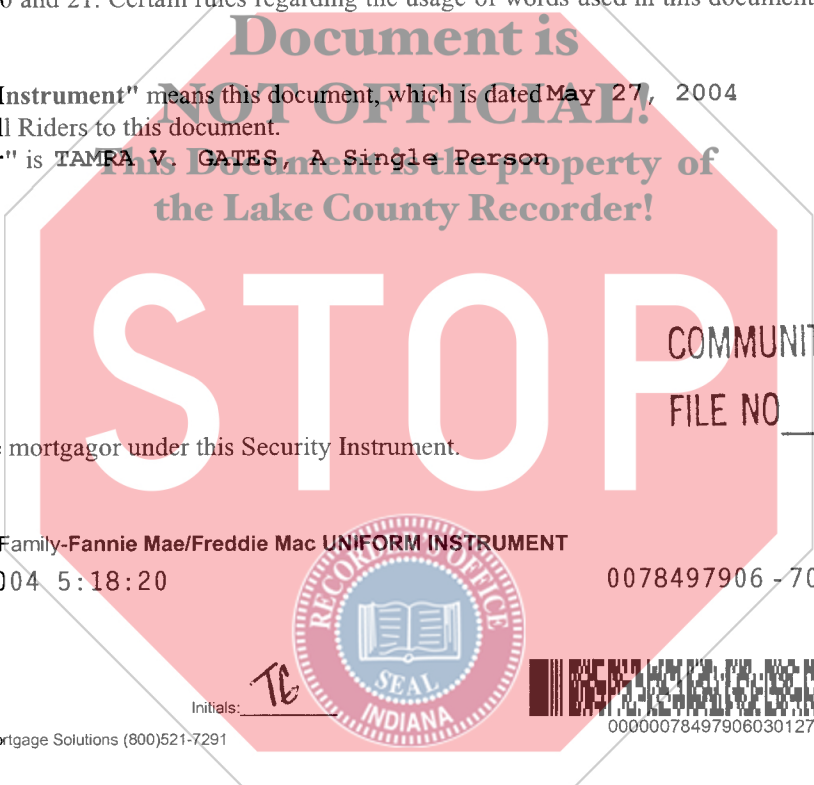 0 and 21. Certain rules regarding the usage of words used in this document
Document is
NOT OFFICIAL!
Instrument" means this document, which is dated May 27, 2004
ll Riders to this document.
" is TAMRA V. GATES, A Single Person
This Document is the property of
the Lake County Recorder!
STOP
COMMUNIT
FILE NO
mortgagor under this Security Instrument.
Family-Fannie Mae/Freddie Mac UNIFORM INSTRUMENT
004 5:18:20
0078497906 - 70
RECORDER'S OFFICE
SEAL
INDIANA
Initials: TG
00000078497906030127
rtgage Solutions (800)521-7291